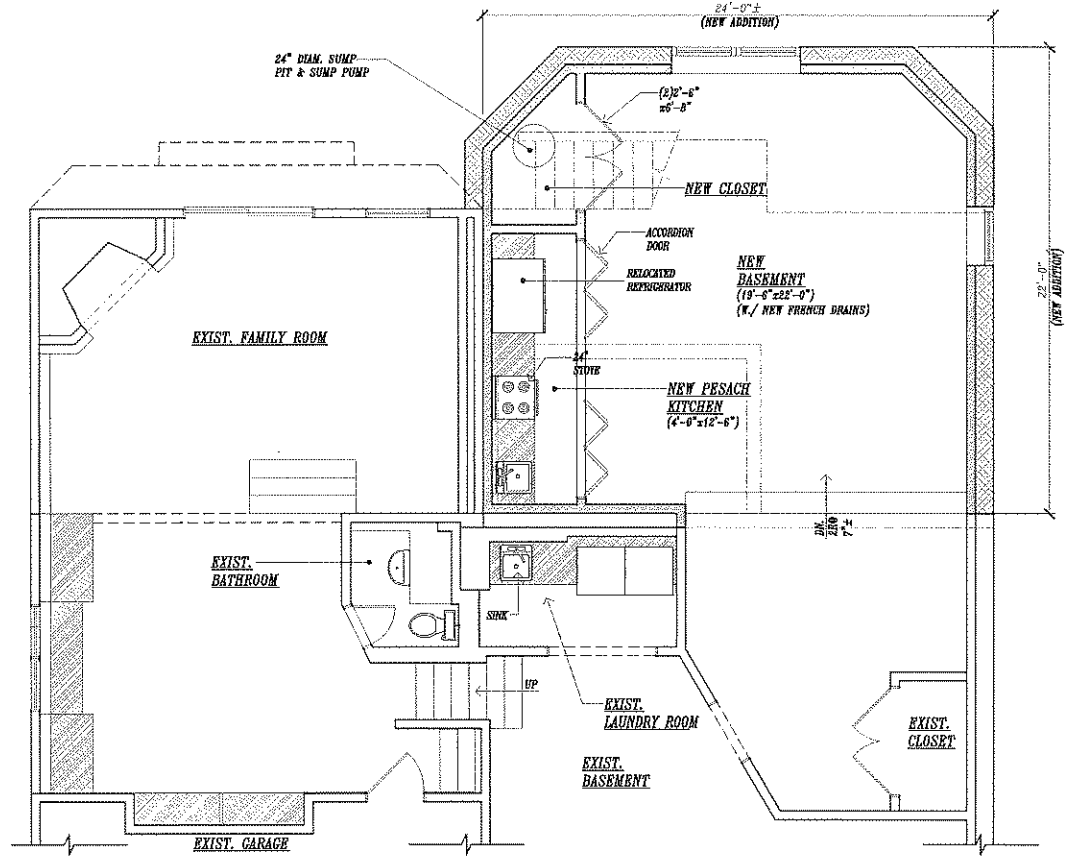 24'-0"±
(NEW ADDITION)
24" DIAM. SUMP
PIT & SUMP PUMP
(2)2'-6"
x6'-8"
NEW CLOSET
ACCORDION
DOOR
RELOCATED
REFRIGRATOR
NEW
BASEMENT
(19'-6"x22'-0")
(W./ NEW FRENCH DRAINS)
22'-0"
(NEW ADDITION)
EXIST. FAMILY ROOM
24"
STOVE
NEW PESACH
KITCHEN
(4'-0"x12'-6")
DN.
2R@
7"±
EXIST.
BATHROOM
SINK
UP
EXIST.
LAUNDRY ROOM
EXIST.
CLOSET
EXIST.
BASEMENT
EXIST. GARAGE